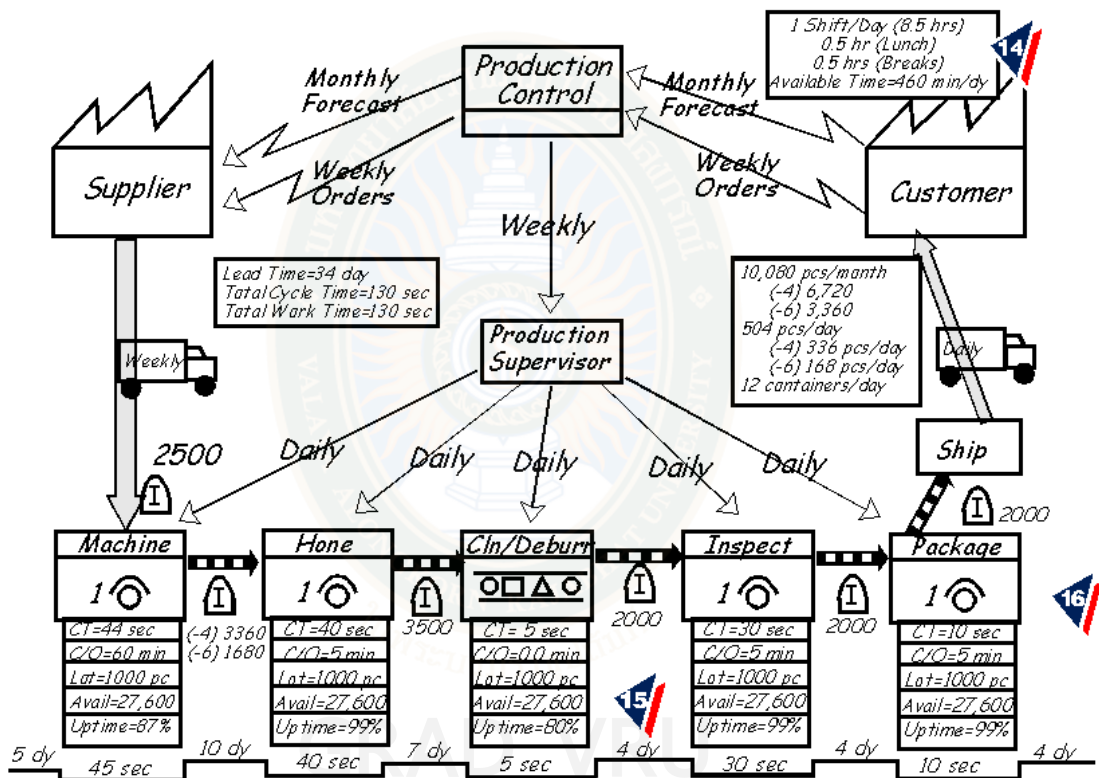 1 Shift/Day (8.5 hrs)
0.5 hr (Lunch)
0.5 hrs (Breaks)
Available Time=460 min/dy
14
Production
Control
Monthly
Forecast
Monthly
Forecast
Weekly
Orders
Weekly
Orders
Supplier
Customer
Weekly
Lead Time=34 day
Total Cycle Time=130 sec
Total Work Time=130 sec
10,080 pcs/month
(-4) 6,720
(-6) 3,360
504 pcs/day
(-4) 336 pcs/day
(-6) 168 pcs/day
12 containers/day
Production
Supervisor
Weekly
Daily
Ship
2500
I
Daily
Daily
Daily
Daily
Daily
I
2000
Machine
1
Hone
1
Cln/Deburr
Inspect
1
Package
1
I
I
I
I
(-4) 3360
(-6) 1680
3500
2000
2000
16
CT=44 sec
C/O=60 min
Lot=1000 pc
Avail=27,600
Uptime=87%
CT=40 sec
C/O=5 min
Lot=1000 pc
Avail=27,600
Uptime=99%
CT= 5 sec
C/O=0.0 min
Lot=1000 pc
Avail=27,600
Uptime=80%
15
CT=30 sec
C/O=5 min
Lot=1000 pc
Avail=27,600
Uptime=99%
CT=10 sec
C/O=5 min
Lot=1000 pc
Avail=27,600
Uptime=99%
5 dy
45 sec
10 dy
40 sec
7 dy
5 sec
4 dy
30 sec
4 dy
10 sec
4 dy